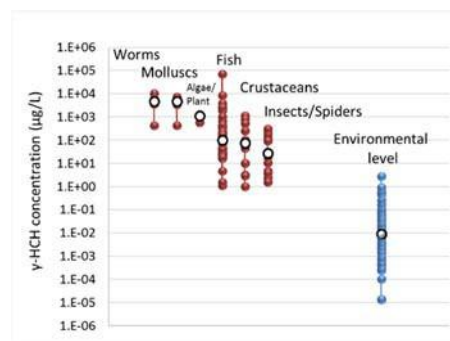 1.E+06
1.E+05
1.E+04
1.E+03
1.E+02
1.E+01
1.E+00
1.E-01
1.E-02
1.E-03
1.E-04
1.E-05
1.E-06
γ-HCH concentration (µg/L)
Worms
Molluscs
Algae/
Plant
Fish
Crustaceans
Insects/Spiders
Environmental
level